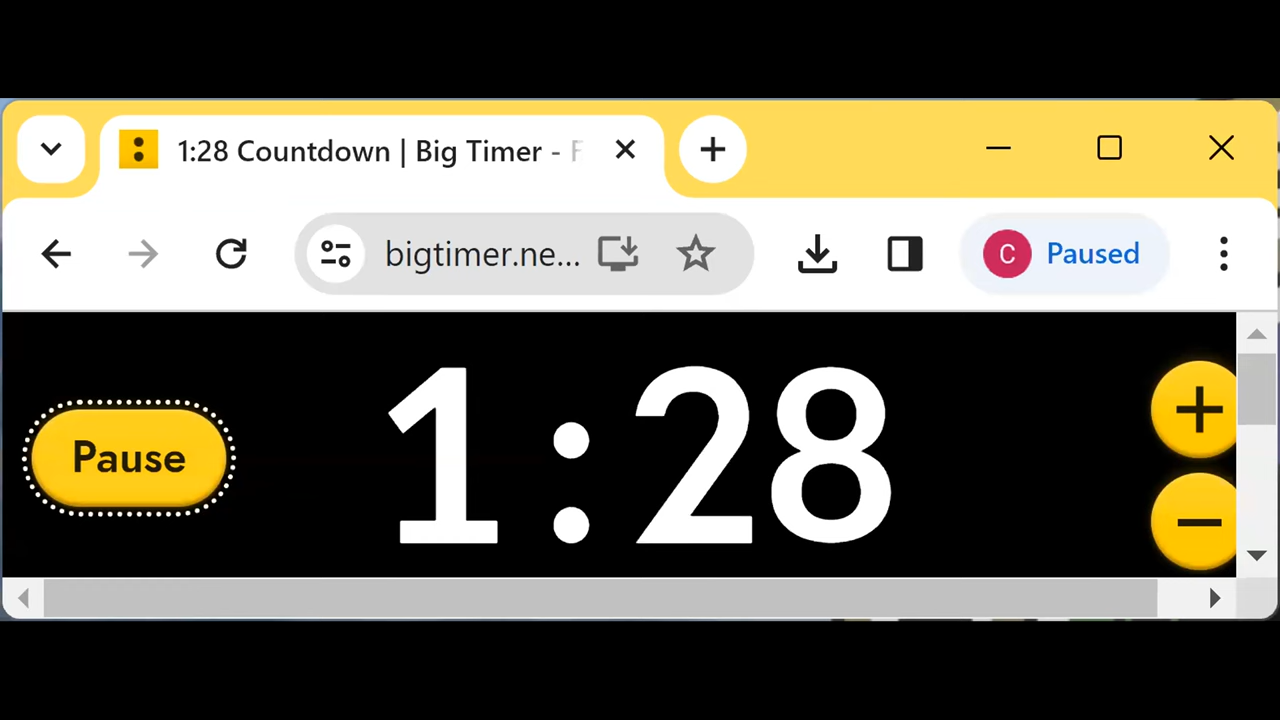 1:28 Countdown | Big Timer - F
bigtimer.ne...
C
Paused
Pause
1:28
+
−